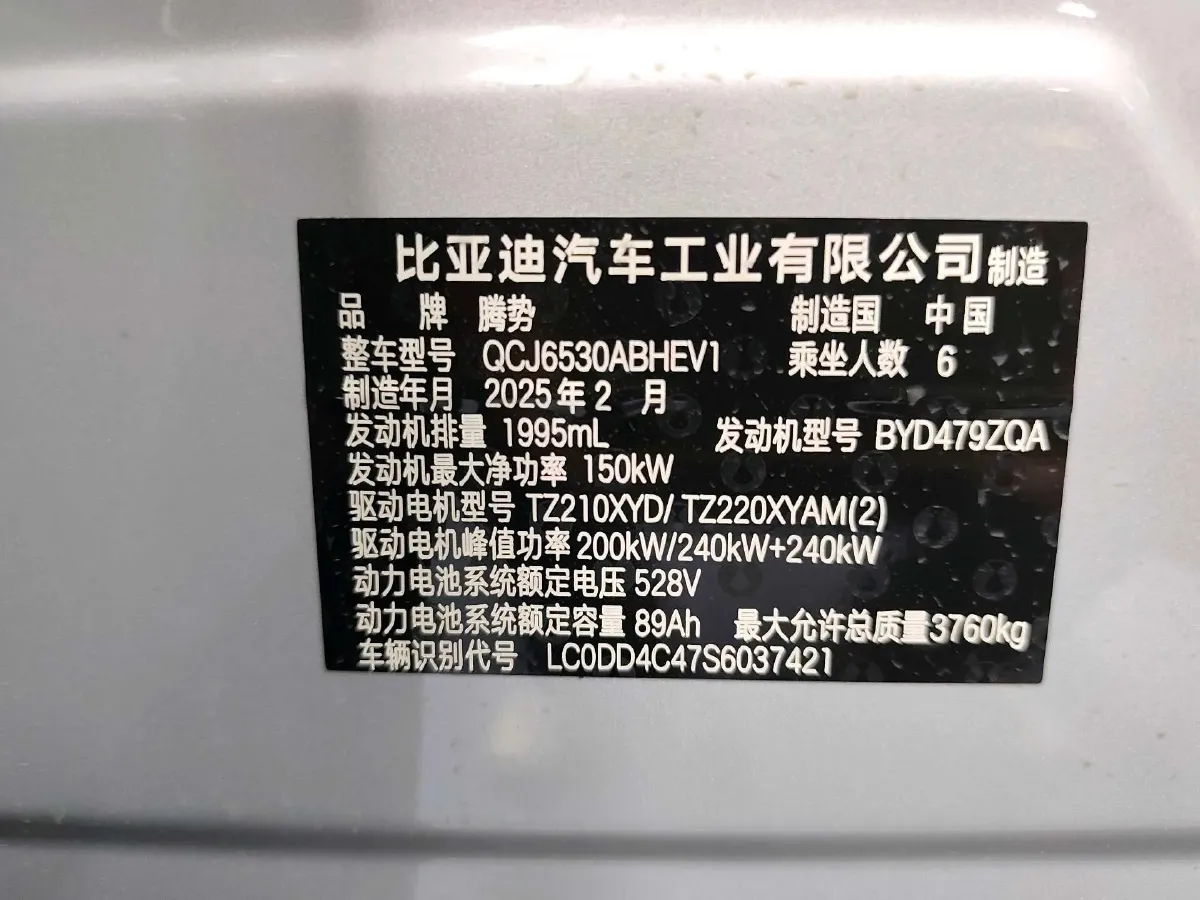 比亚迪汽车工业有限公司制造
品 牌 腾势 制造国 中国
整车型号 QCJ6530ABHEV1 乘坐人数 6
制造年月 2025年2 月
发动机排量 1995mL 发动机型号 BYD479ZQA
发动机最大净功率 150kW
驱动电机型号 TZ210XYD/ TZ220XYAM(2)
驱动电机峰值功率 200kW/240kW+240kW
动力电池系统额定电压 528V
动力电池系统额定容量 89Ah 最大允许总质量3760kg
车辆识别代号 LC0DD4C47S6037421